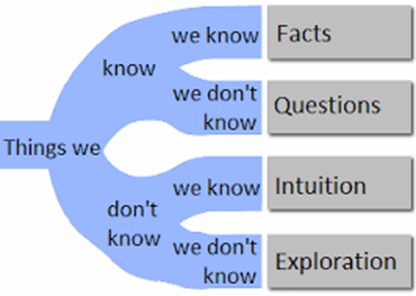 Things we
know
we know
Facts
we don't
know
Questions
don't
know
we know
Intuition
we don't
know
Exploration